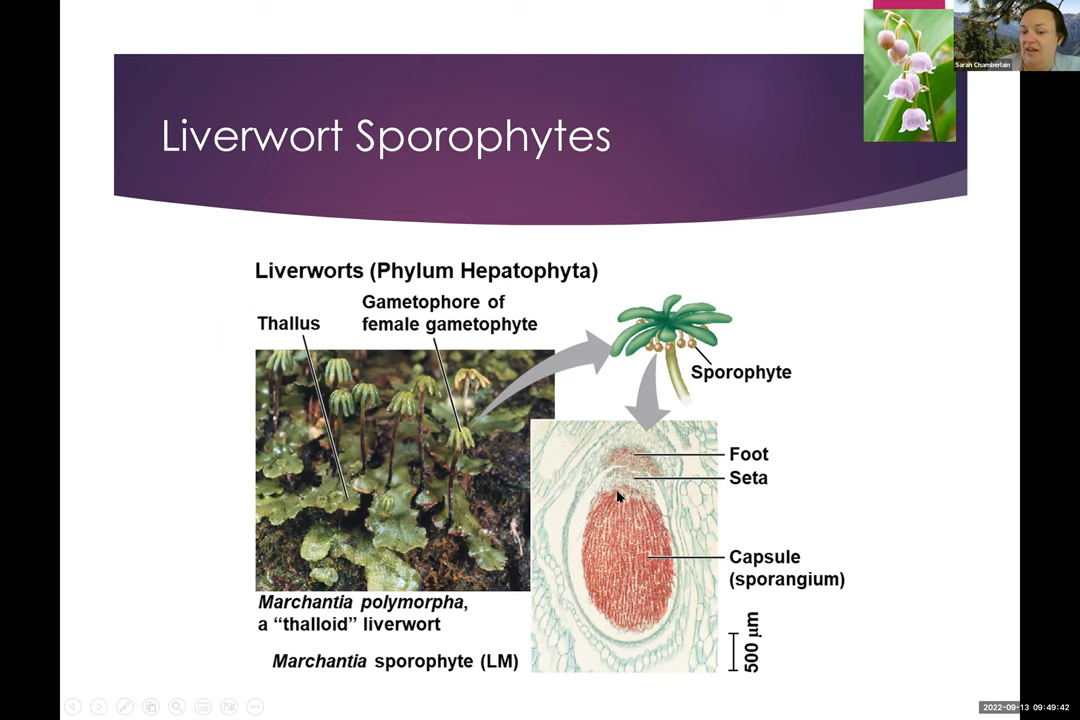 Sarah Chamberlain
Liverwort Sporophytes
Liverworts (Phylum Hepatophyta)
Gametophore of
female gametophyte
Thallus
Sporophyte
Foot
Seta
Capsule
(sporangium)
Marchantia polymorpha,
a “thalloid” liverwort
500 μm
Marchantia sporophyte (LM)
2022-09-13 09:49:42